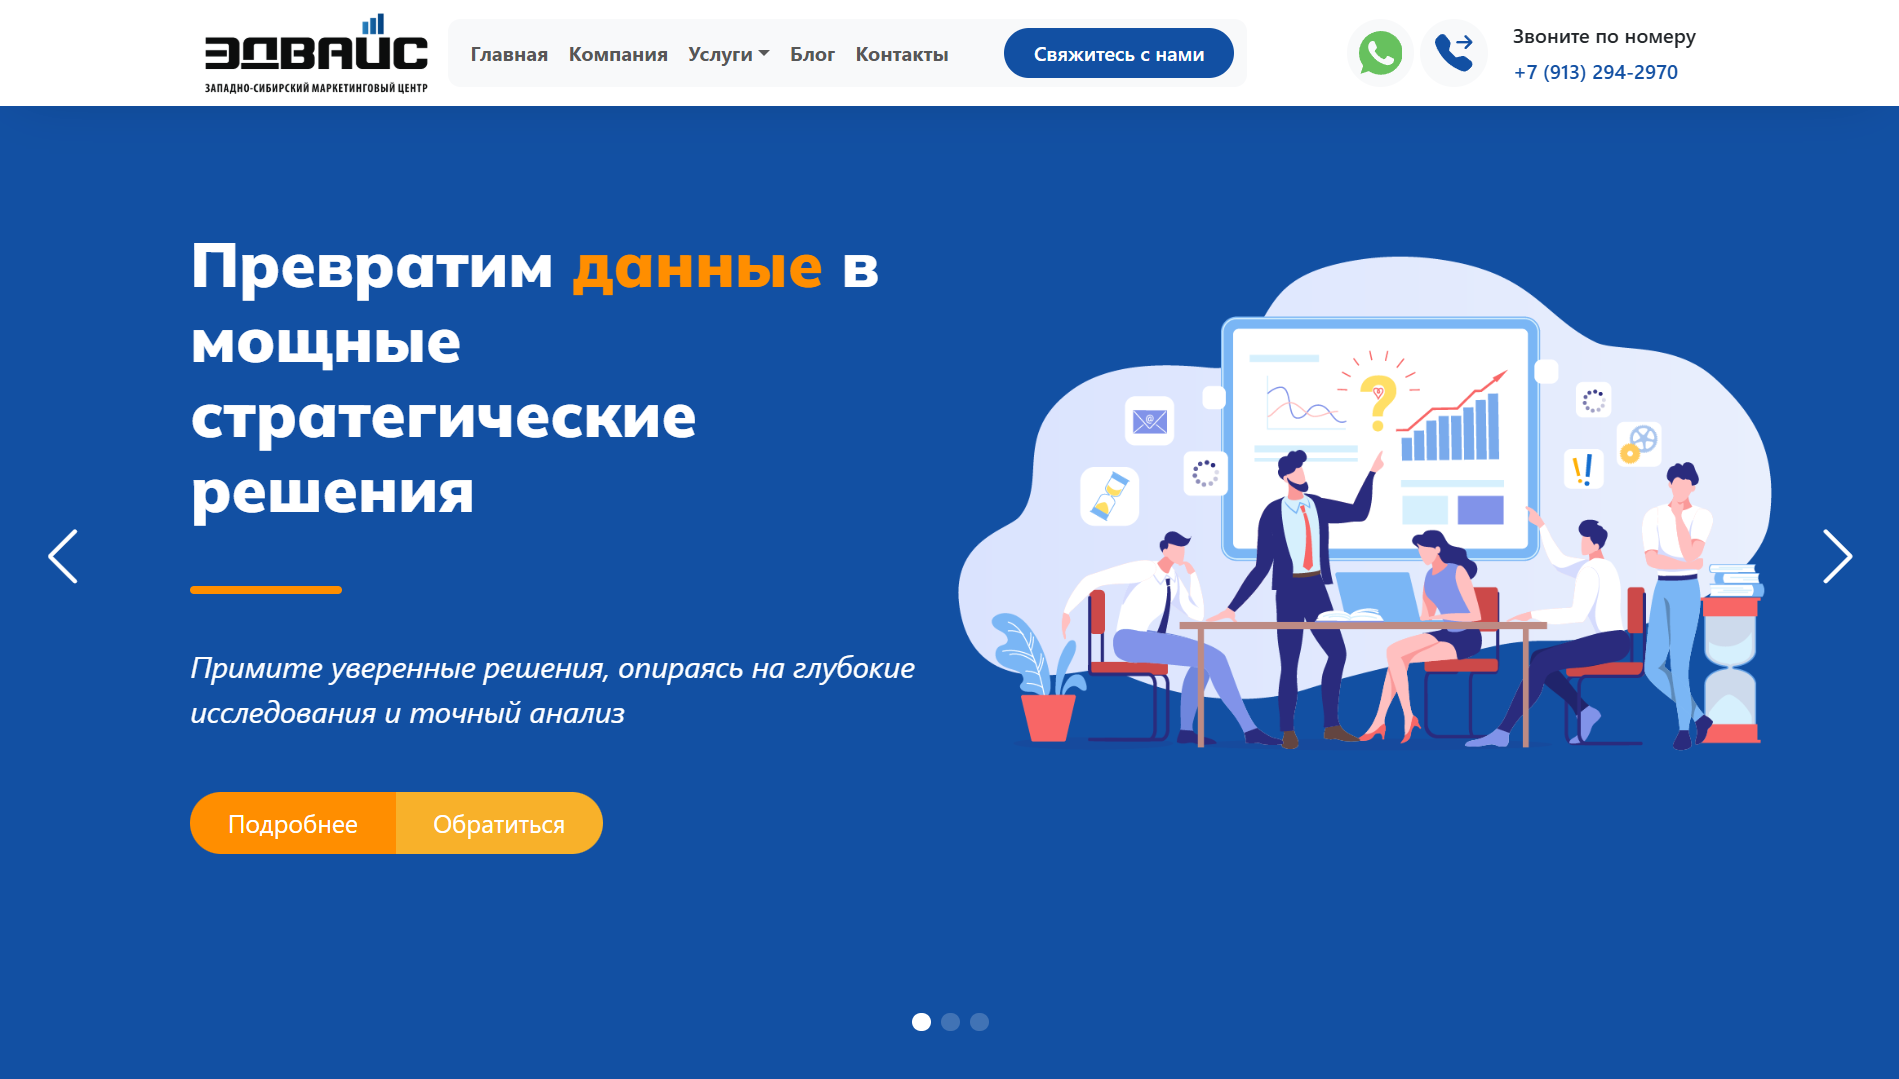 ЭДВАЙС
ЗАПАДНО-СИБИРСКИЙ МАРКЕТИНГОВЫЙ ЦЕНТР
Главная Компания Услуги Блог Контакты
Свяжитесь с нами
Звоните по номеру
+7 (913) 294-2970
Превратим данные в
мощные
стратегические
решения
Примите уверенные решения, опираясь на глубокие
исследования и точный анализ
Подробнее Обратиться